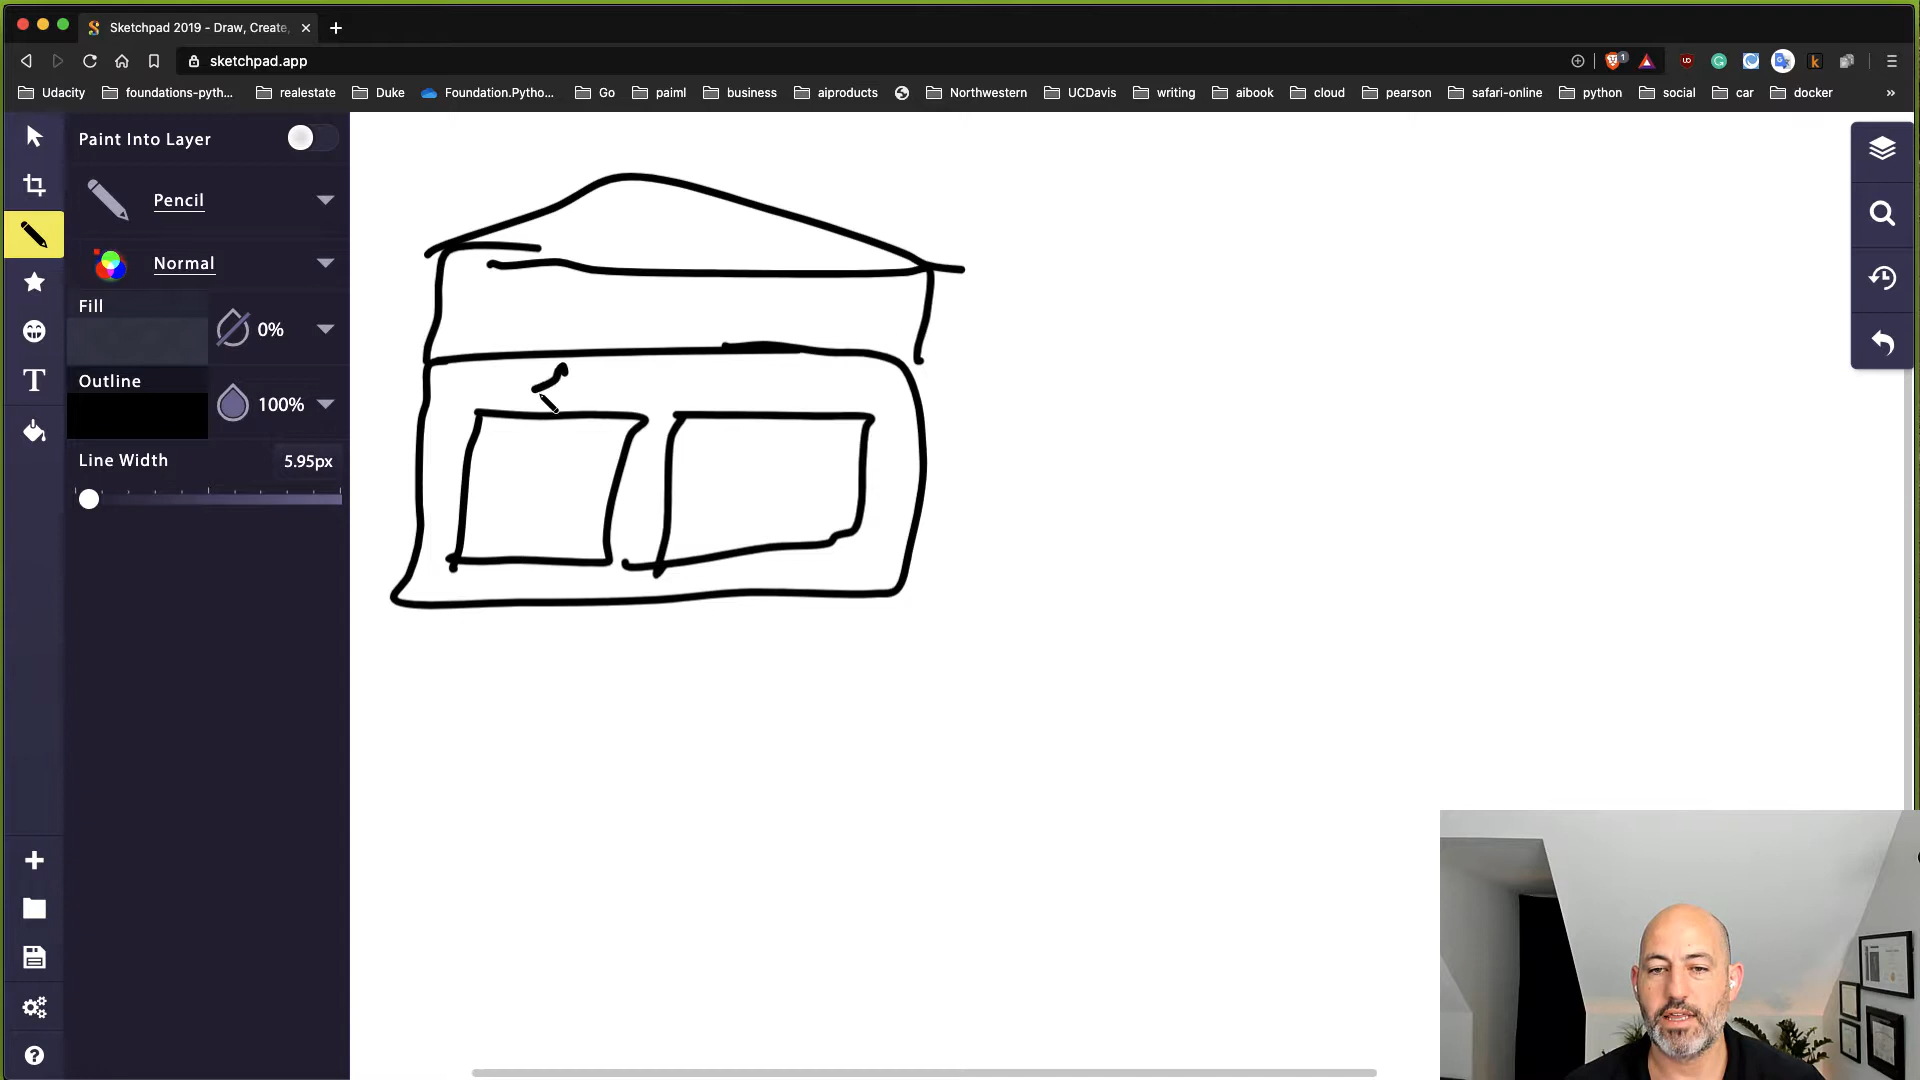 Sketchpad 2019 - Draw, Create,
sketchpad.app
1
Udacity
foundations-pyth...
realestate
Duke
Foundation.Pytho...
Go
paiml
business
aiproducts
Northwestern
UCDavis
writing
aibook
cloud
pearson
safari-online
python
social
car
docker
»
Paint Into Layer
Pencil
Normal
Fill
0%
Outline
100%
Line Width
5.95px